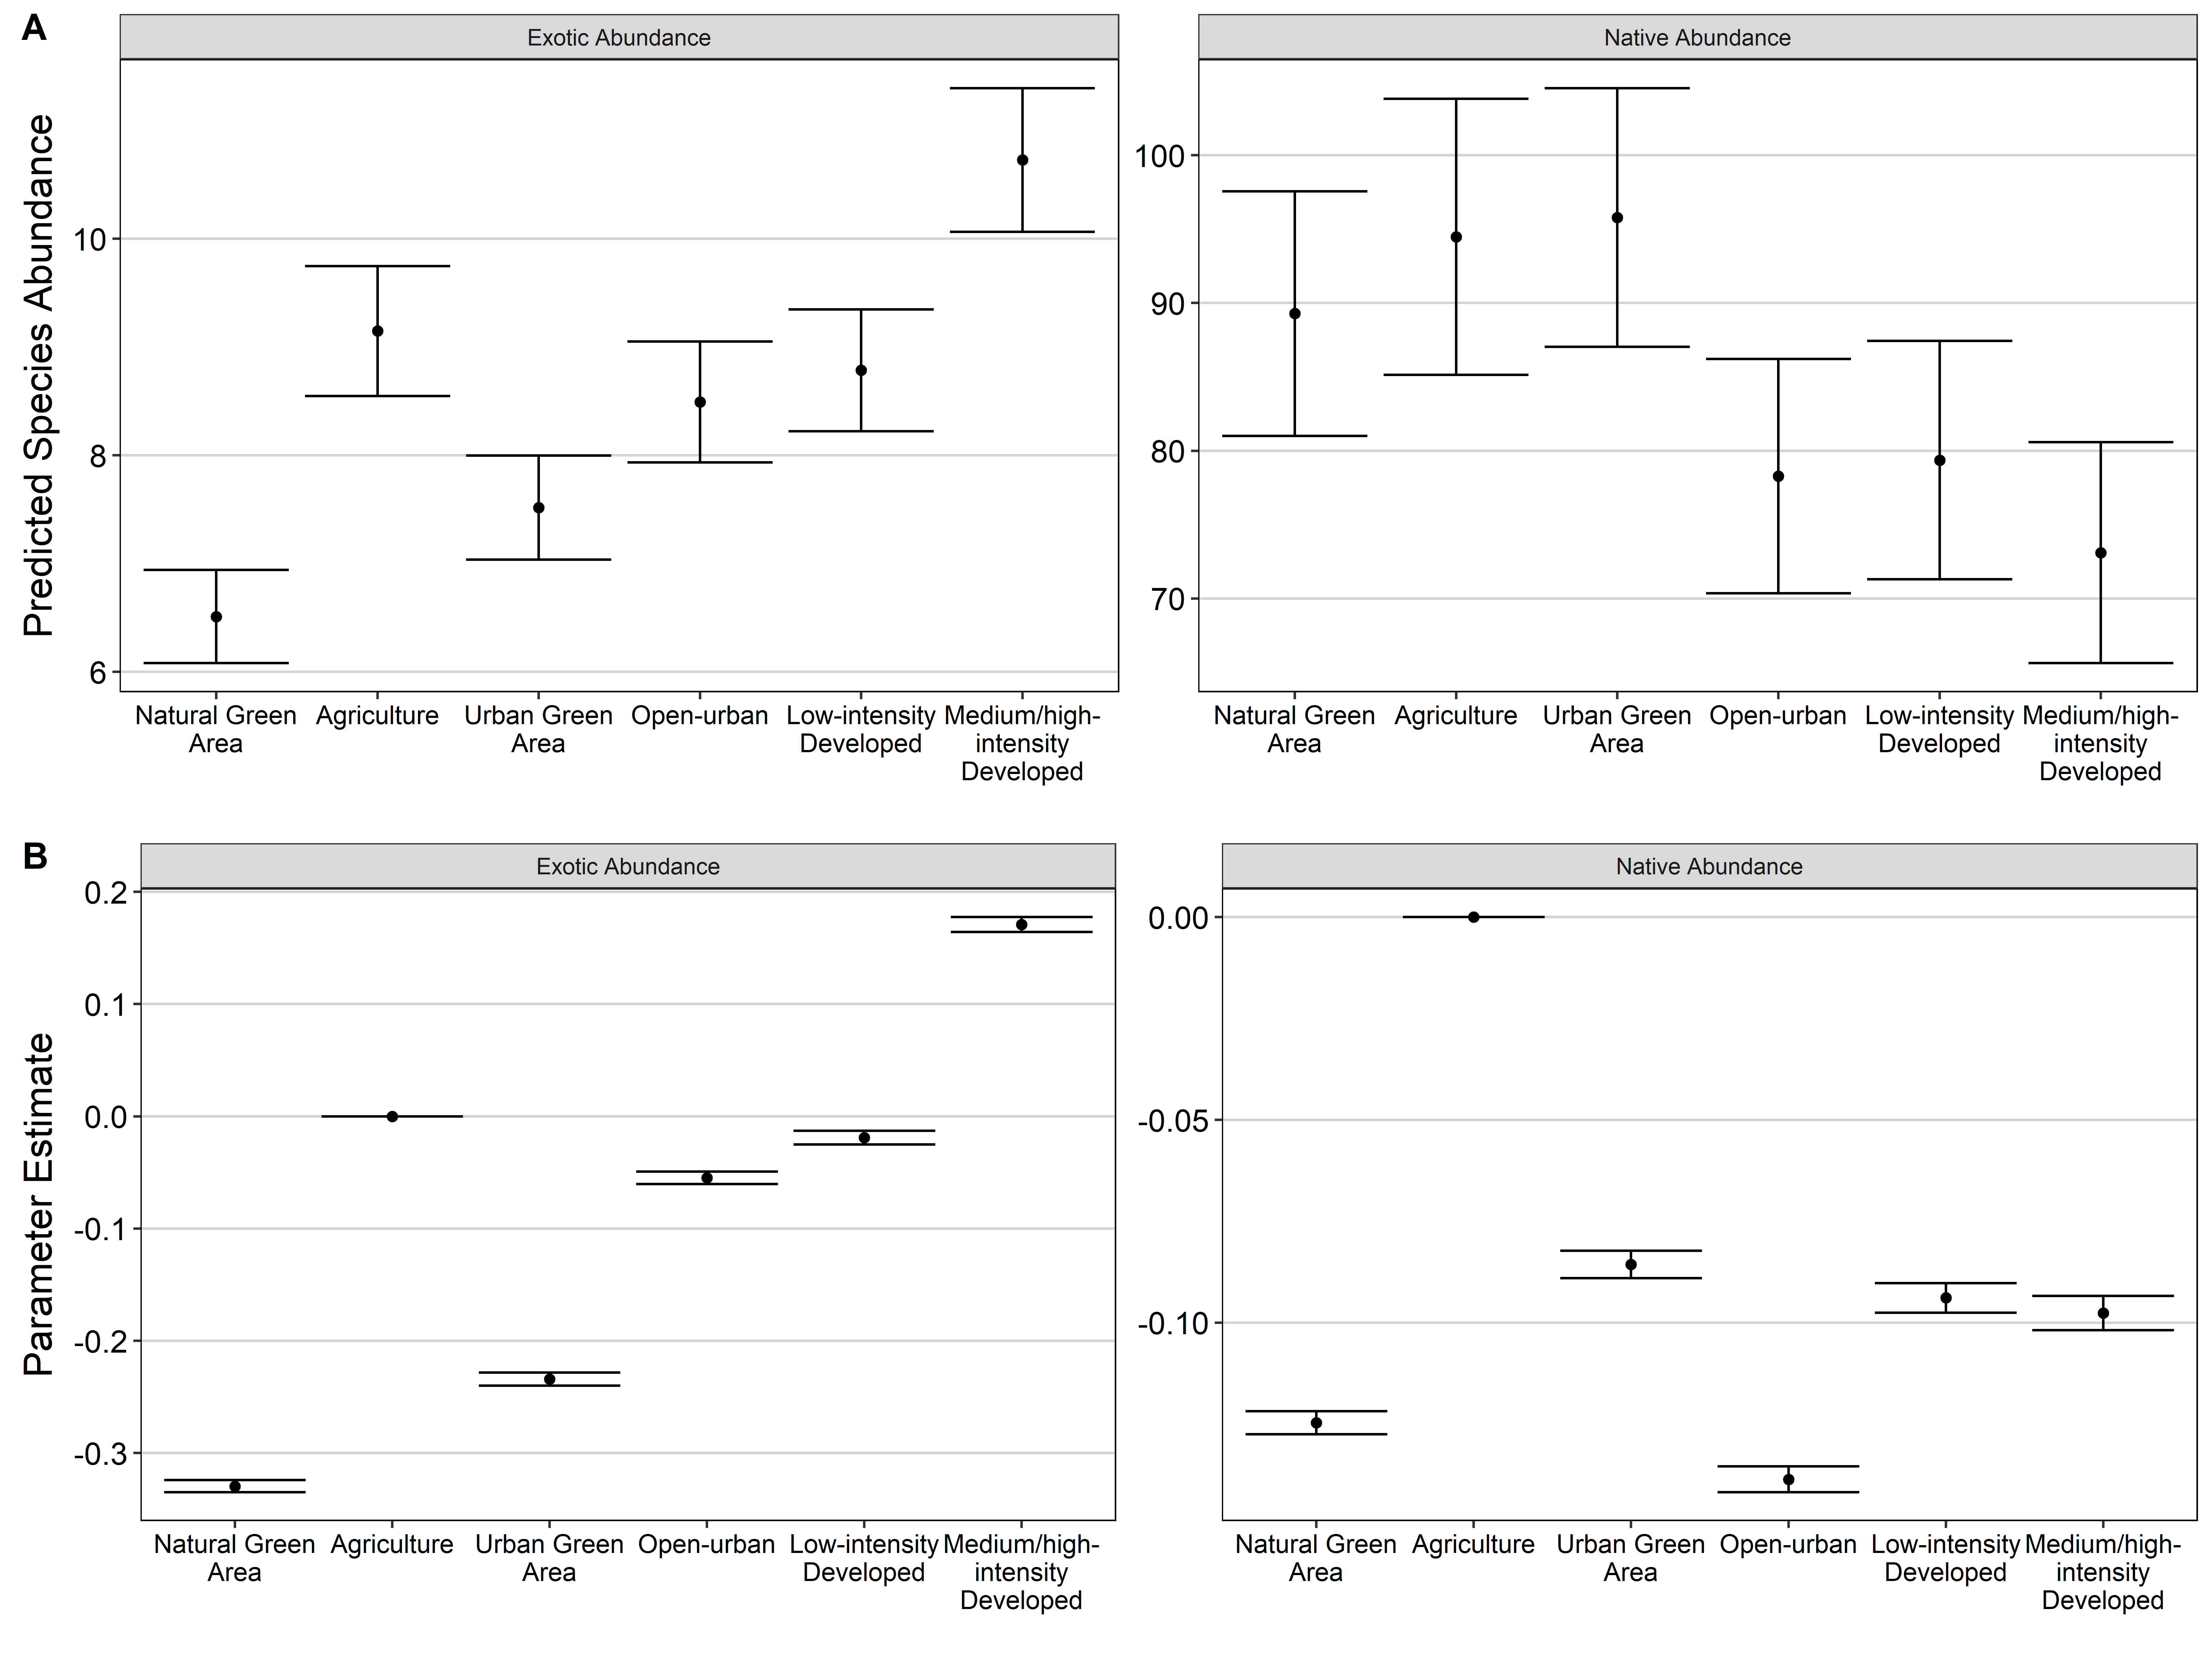 A
Exotic Abundance
Native Abundance
Predicted Species Abundance
10
8
6
100
90
80
70
Natural Green Area
Agriculture
Urban Green Area
Open-urban
Low-intensity Developed
Medium/high-intensity Developed
Natural Green Area
Agriculture
Urban Green Area
Open-urban
Low-intensity Developed
Medium/high-intensity Developed
B
Exotic Abundance
Native Abundance
Parameter Estimate
0.2
0.1
0.0
-0.1
-0.2
-0.3
0.00
-0.05
-0.10
Natural Green Area
Agriculture
Urban Green Area
Open-urban
Low-intensity Developed
Medium/high-intensity Developed
Natural Green Area
Agriculture
Urban Green Area
Open-urban
Low-intensity Developed
Medium/high-intensity Developed